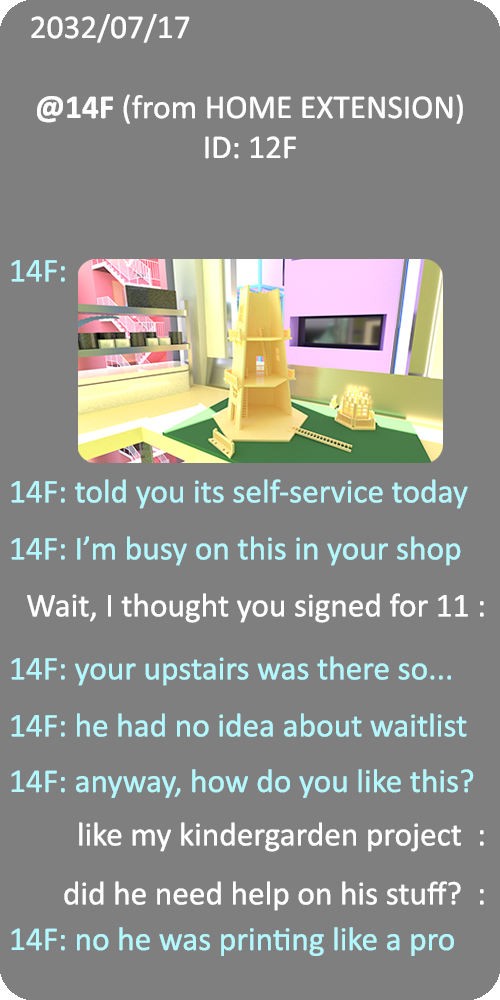 2032/07/17
@14F (from HOME EXTENSION)
ID: 12F
14F:
14F: told you its self-service today
14F: I'm busy on this in your shop
Wait, I thought you signed for 11 :
14F: your upstairs was there so...
14F: he had no idea about waitlist
14F: anyway, how do you like this?
like my kindergarden project :
did he need help on his stuff? :
14F: no he was printing like a pro